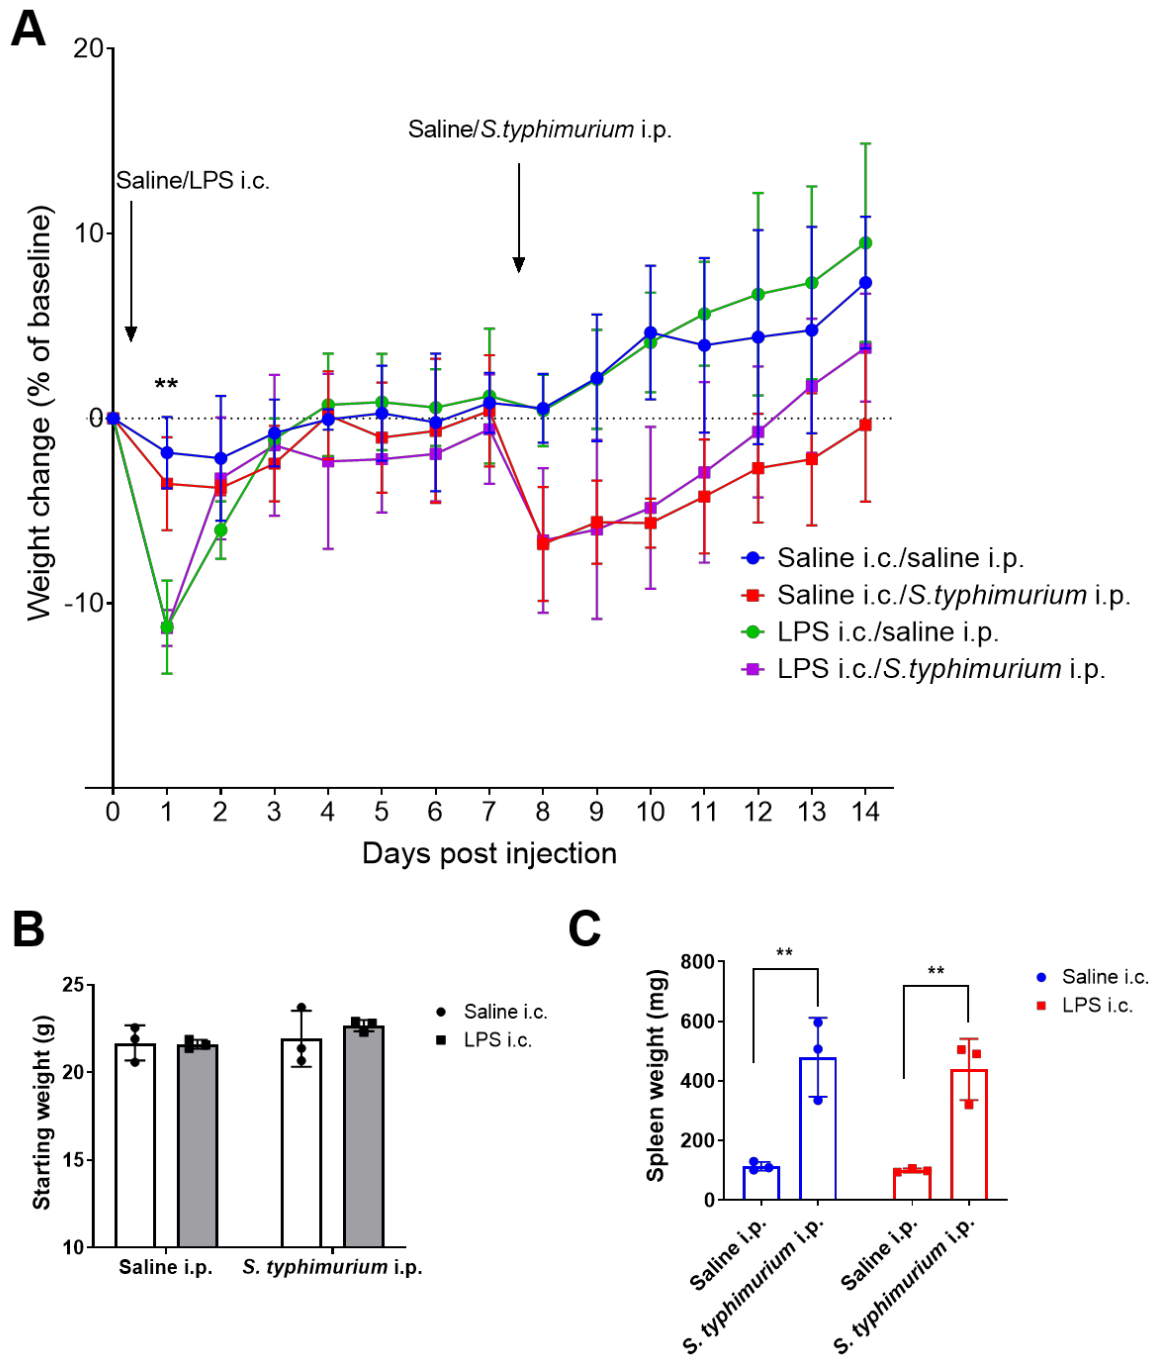 A
20
10
0
-10
Weight change (% of baseline)
Saline/LPS i.c.
Saline/S.typhimurium i.p.
**
Saline i.c./saline i.p.
Saline i.c./S.typhimurium i.p.
LPS i.c./saline i.p.
LPS i.c./S.typhimurium i.p.
0 1 2 3 4 5 6 7 8 9 10 11 12 13 14
Days post injection
B
25
20
15
10
Starting weight (g)
Saline i.c.
LPS i.c.
Saline i.p. S. typhimurium i.p.
C
800
600
400
200
0
Spleen weight (mg)
**
**
Saline i.c.
LPS i.c.
Saline i.p.
S. typhimurium i.p.
Saline i.p.
S. typhimurium i.p.